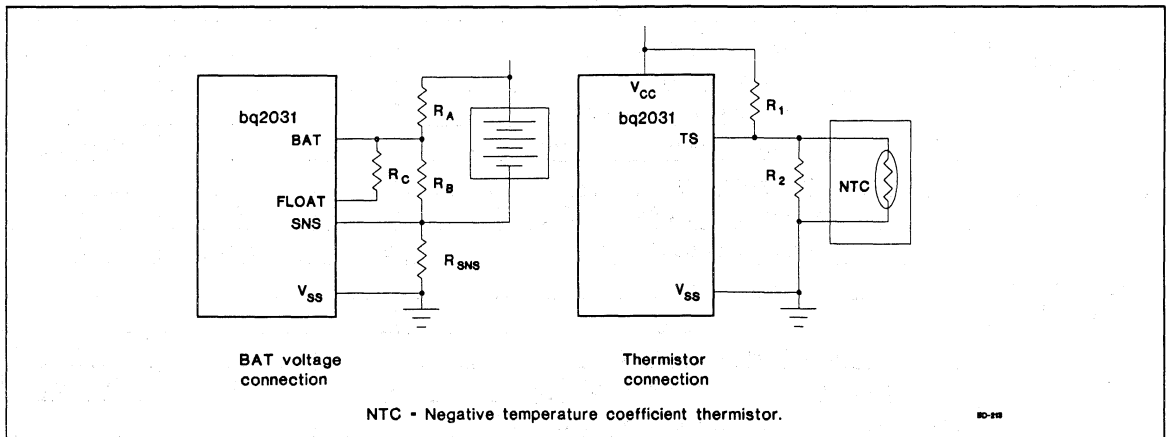 bq2031
BAT
FLOAT
SNS
VSS
RA
RB
RC
RSNS
BAT voltage
connection
VCC
bq2031
TS
VSS
R1
R2
NTC
Thermistor
connection
NTC - Negative temperature coefficient thermistor.